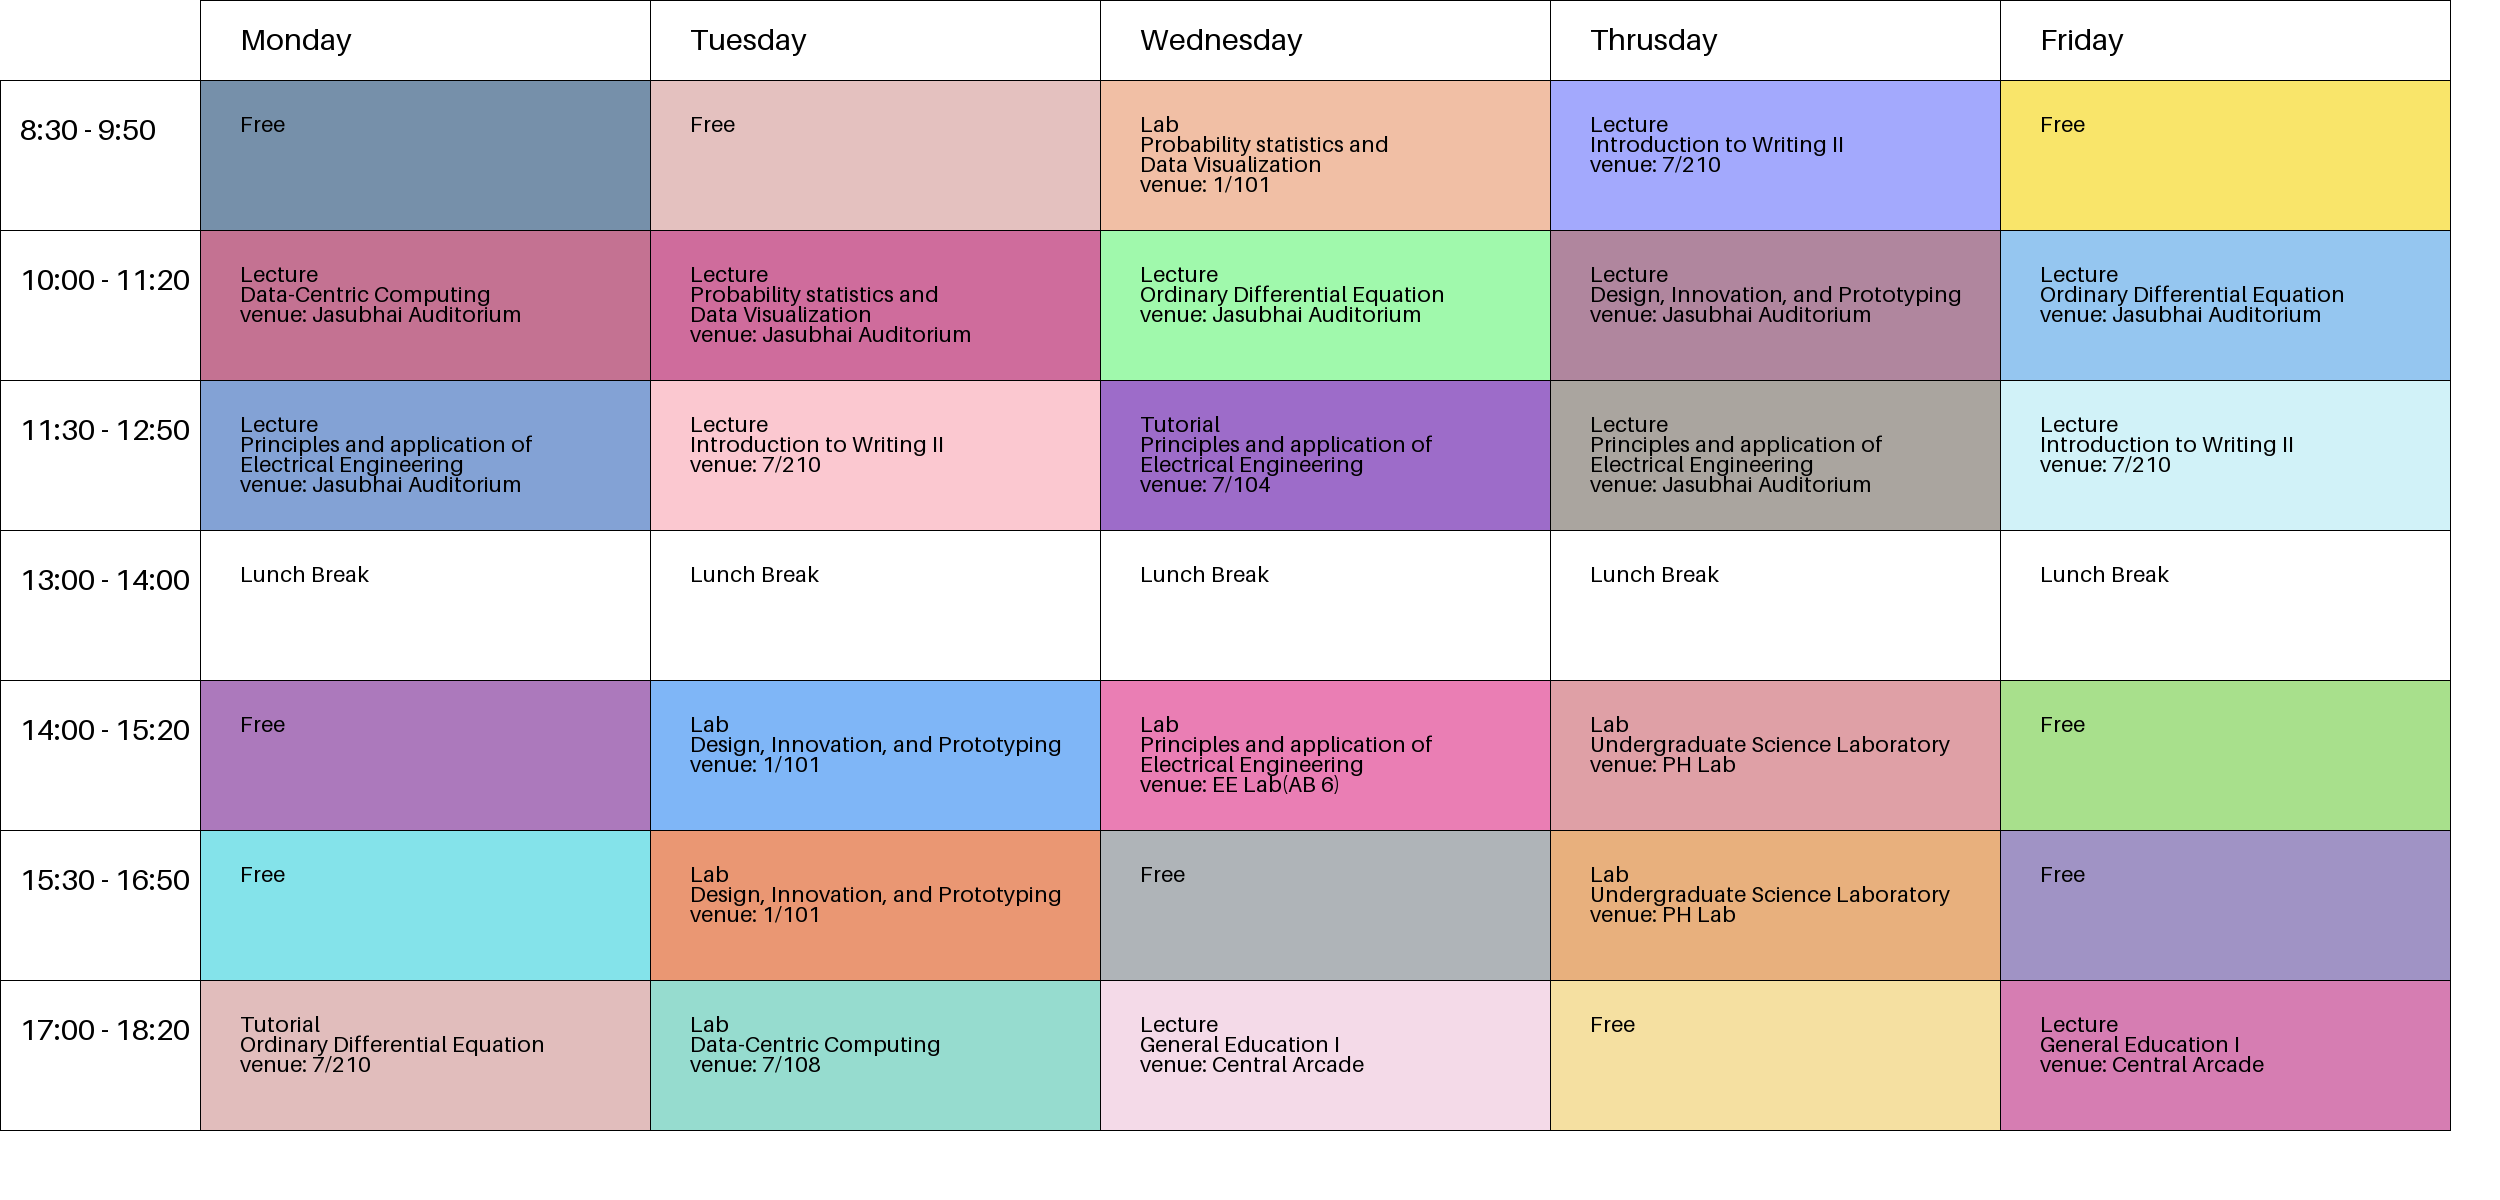 Monday
Tuesday
Wednesday
Thrusday
Friday
8:30 - 9:50
Free
Free
Lab
Probability statistics and
Data Visualization
venue: 1/101
Lecture
Introduction to Writing II
venue: 7/210
Free
10:00 - 11:20
Lecture
Data-Centric Computing
venue: Jasubhai Auditorium
Lecture
Probability statistics and
Data Visualization
venue: Jasubhai Auditorium
Lecture
Ordinary Differential Equation
venue: Jasubhai Auditorium
Lecture
Design, Innovation, and Prototyping
venue: Jasubhai Auditorium
Lecture
Ordinary Differential Equation
venue: Jasubhai Auditorium
11:30 - 12:50
Lecture
Principles and application of
Electrical Engineering
venue: Jasubhai Auditorium
Lecture
Introduction to Writing II
venue: 7/210
Tutorial
Principles and application of
Electrical Engineering
venue: 7/104
Lecture
Principles and application of
Electrical Engineering
venue: Jasubhai Auditorium
Lecture
Introduction to Writing II
venue: 7/210
13:00 - 14:00
Lunch Break
Lunch Break
Lunch Break
Lunch Break
Lunch Break
14:00 - 15:20
Free
Lab
Design, Innovation, and Prototyping
venue: 1/101
Lab
Principles and application of
Electrical Engineering
venue: EE Lab(AB 6)
Lab
Undergraduate Science Laboratory
venue: PH Lab
Free
15:30 - 16:50
Free
Lab
Design, Innovation, and Prototyping
venue: 1/101
Free
Lab
Undergraduate Science Laboratory
venue: PH Lab
Free
17:00 - 18:20
Tutorial
Ordinary Differential Equation
venue: 7/210
Lab
Data-Centric Computing
venue: 7/108
Lecture
General Education I
venue: Central Arcade
Free
Lecture
General Education I
venue: Central Arcade